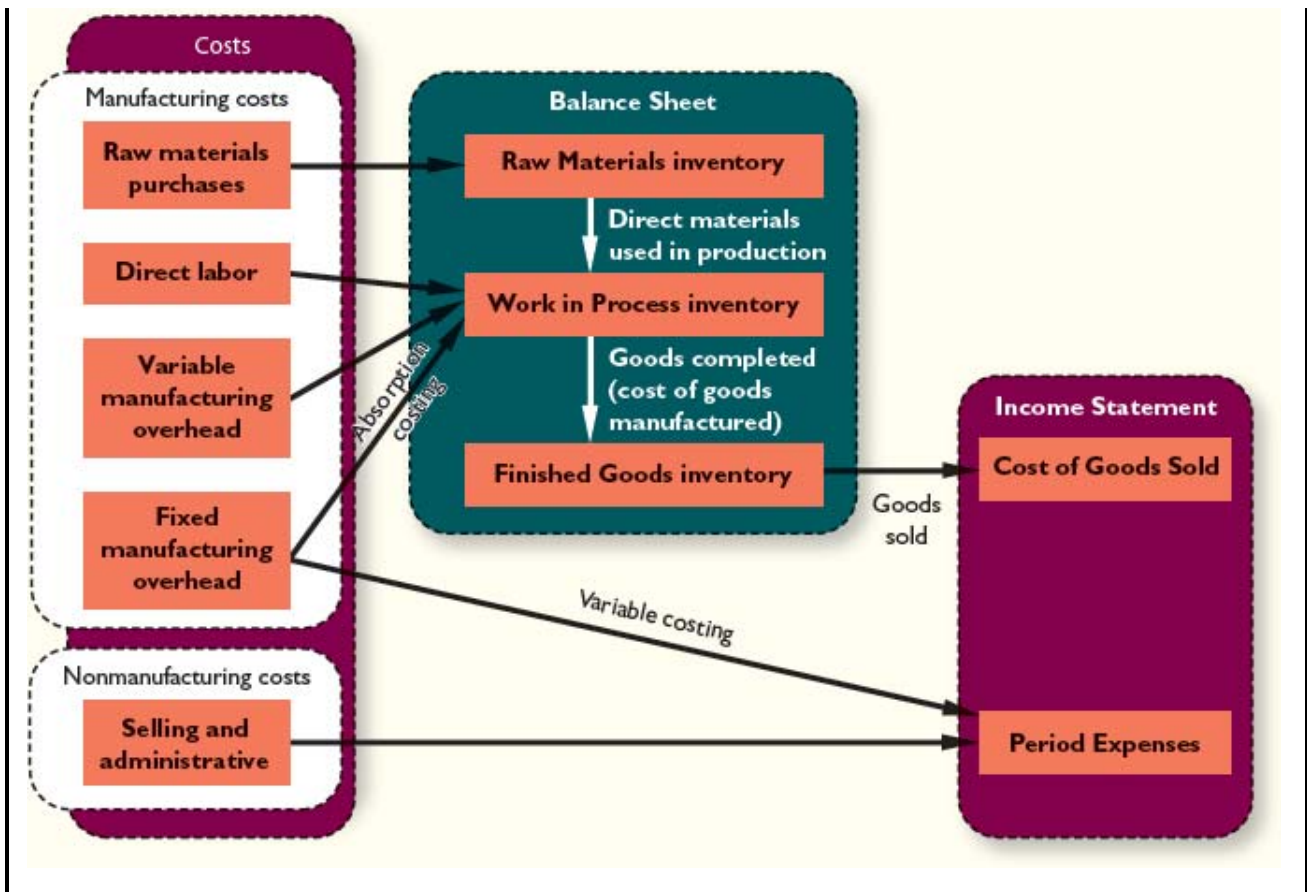 Costs
Manufacturing costs
Raw materials
purchases
Direct labor
Variable
manufacturing
overhead
Fixed
manufacturing
overhead
Nonmanufacturing costs
Selling and
administrative
Absorption
costing
Variable costing
Balance Sheet
Raw Materials inventory
Direct materials
used in production
Work in Process inventory
Goods completed
(cost of goods
manufactured)
Finished Goods inventory
Goods
sold
Income Statement
Cost of Goods Sold
Period Expenses